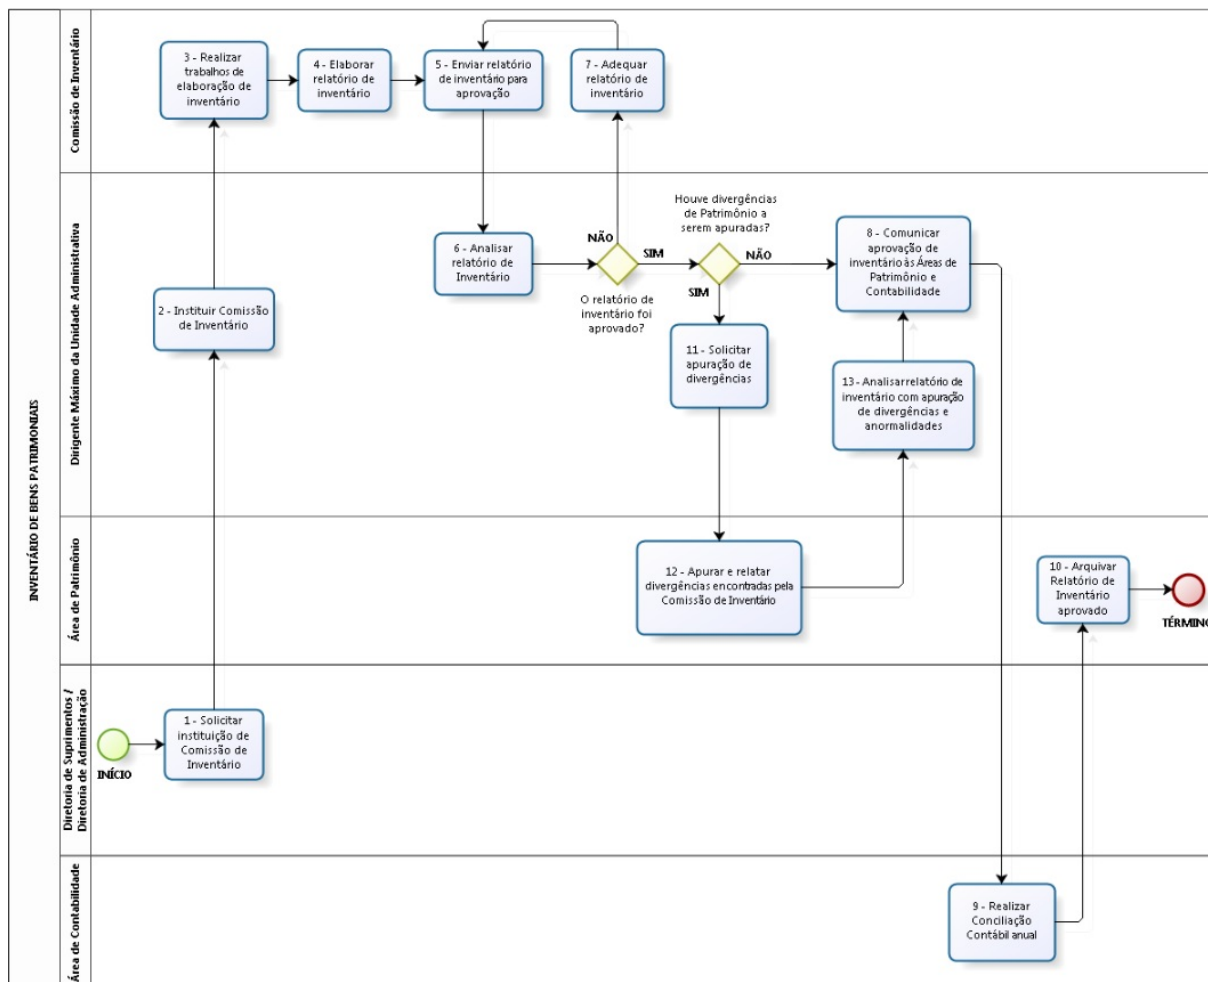 INVENTÁRIO DE BENS PATRIMONIAIS
Comissão de Inventário
3 - Realizar
trabalhos de
elaboração de
inventário
4 - Elaborar
relatório de
inventário
5 - Enviar relatório
de inventário para
aprovação
7 - Adequar
relatório de
inventário
Dirigente Máximo da Unidade Administrativa
2 - Instituir Comissão
de Inventário
6 - Analisar
relatório de
Inventário
NÃO
SIM
O relatório de
inventário foi
aprovado?
Houve divergências
de Patrimônio a
serem apuradas?
NÃO
SIM
8 - Comunicar
aprovação de
inventário às Áreas de
Patrimônio e
Contabilidade
11 - Solicitar
apuração de
divergências
13 - Analisar relatório de
inventário com apuração
de divergências e
anormalidades
Área de Patrimônio
12 - Apurar e relatar
divergências encontradas pela
Comissão de Inventário
10 - Arquivar
Relatório de
Inventário
aprovado
TÉRMINO
Diretoria de Suprimentos /
Diretoria de Administração
INÍCIO
1 - Solicitar
instituição de
Comissão de
Inventário
Área de Contabilidade
9 - Realizar
Conciliação
Contábil anual